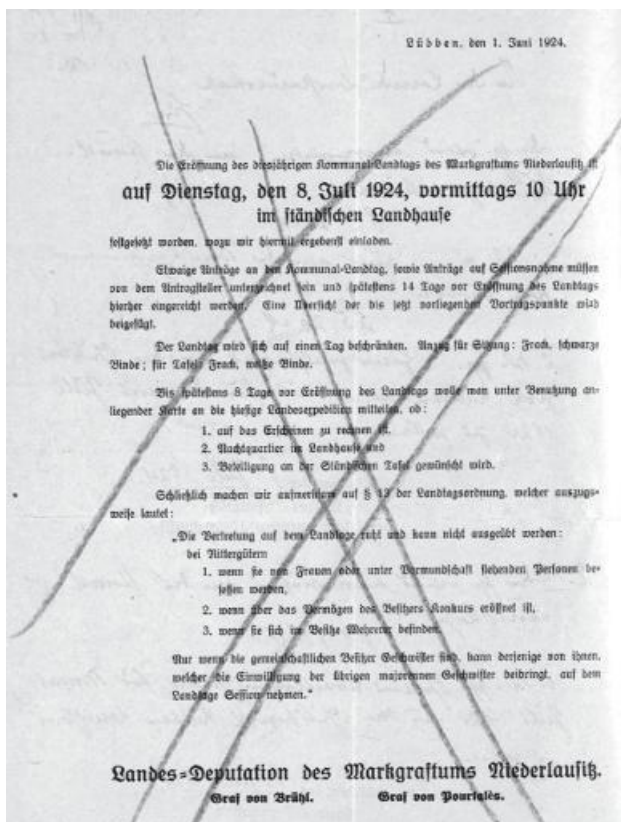 Lübben, den 1. Juni 1924.
Die Eröffnung des diesjährigen Kommunal-Landtags des Markgraftums Niederlausitz ist
auf Dienstag, den 8. Juli 1924, vormittags 10 Uhr
im ständischen Landhause
festgesetzt worden, wozu wir hiermit ergebenst einladen.
Etwaige Anträge an den Kommunal-Landtag, sowie Anträge auf Sessionsnahme müssen
von dem Antragsteller unterzeichnet sein und spätestens 14 Tage vor Eröffnung des Landtags
hierher eingereicht werden. Eine Übersicht der bis jetzt vorliegenden Vortragspunkte wird
beigefügt.
Der Landtag wird sich auf einen Tag beschränken. Anzug für Sitzung: Frack, schwarze
Binde; für Tafel: Frack, weiße Binde.
Bis spätestens 8 Tage vor Eröffnung des Landtags wolle man unter Benutzung an-
liegender Karte an die hiesige Landesexpedition mitteilen, ob:
1. auf das Erscheinen zu rechnen ist,
2. Nachtquartier im Landhause und
3. Beteiligung an der Ständischen Tafel gewünscht wird.
Schließlich machen wir aufmerksam auf § 13 der Landtagsordnung, welcher auszugs-
weise lautet:
„Die Vertretung auf dem Landtage ruht und kann nicht ausgeübt werden:
bei Rittergütern
1. wenn sie von Frauen oder unter Vormundschaft stehenden Personen be-
sessen werden,
2. wenn über das Vermögen des Besitzers Konkurs eröffnet ist,
3. wenn sie sich im Besitze Mehrerer befinden.
Nur wenn die gemeinschaftlichen Besitzer Geschwister sind, kann derjenige von ihnen,
welcher die Einwilligung der übrigen majorennen Geschwister beibringt, auf dem
Landtage Session nehmen."
Landes-Deputation des Markgraftums Niederlausitz.
Graf von Brühl. Graf von Pourtalès.